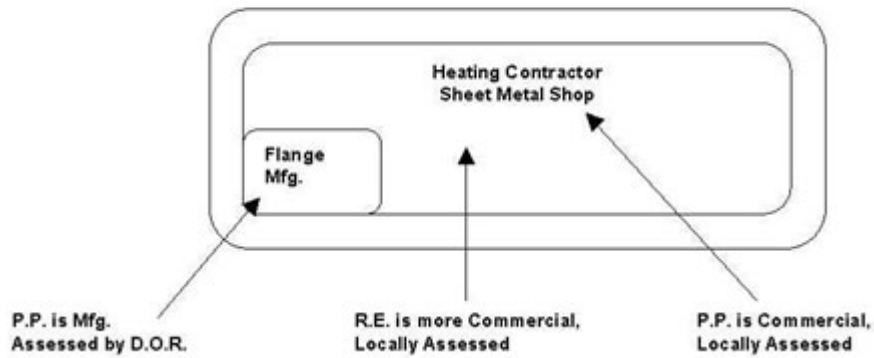 Heating Contractor
Sheet Metal Shop
Flange
Mfg.
P.P. is Mfg.
Assessed by D.O.R.
R.E. is more Commercial,
Locally Assessed
P.P. is Commercial,
Locally Assessed